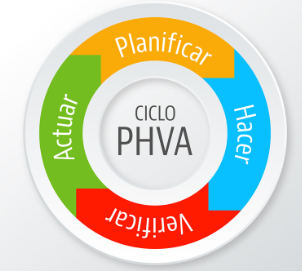 Planificar
Hacer
Verificar
Actuar
CICLO
PHVA